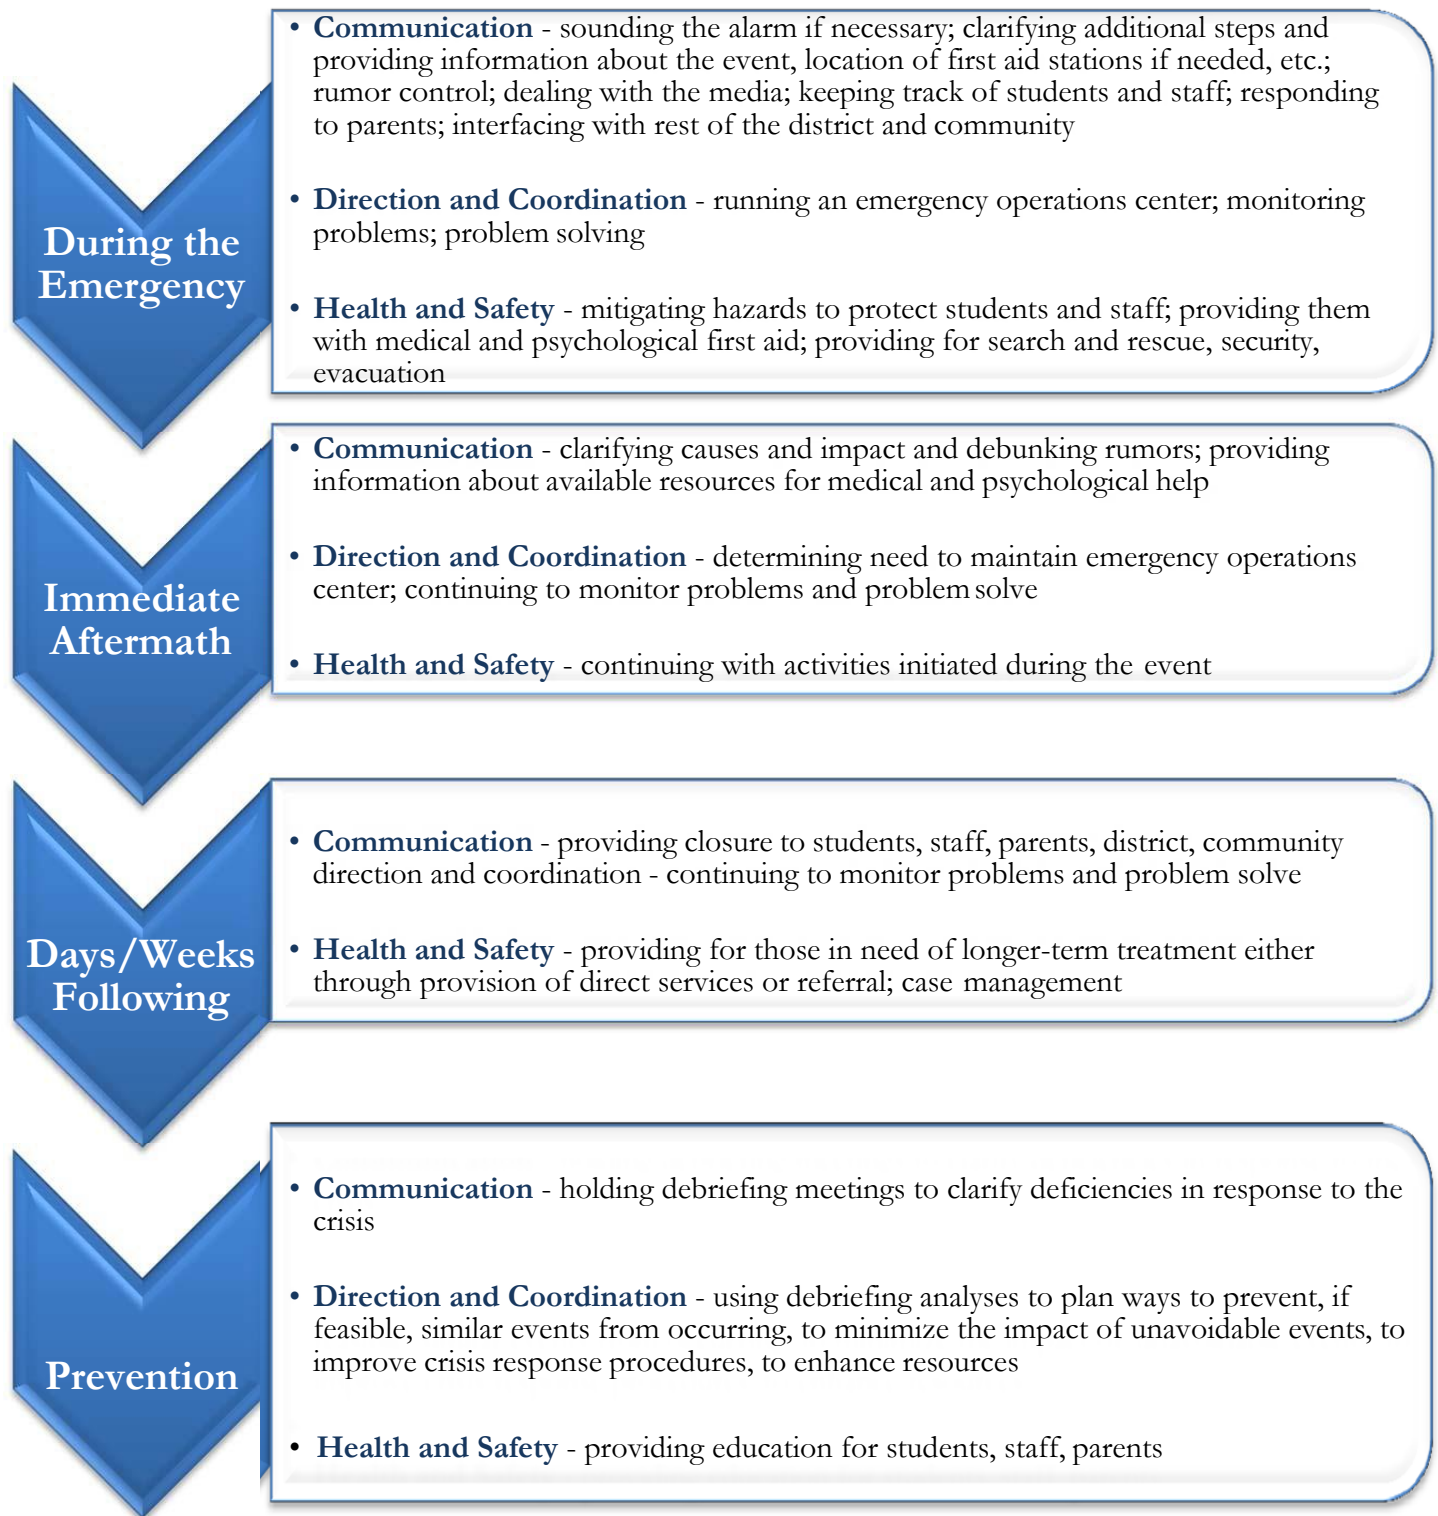 • Communication - sounding the alarm if necessary; clarifying additional steps and
providing information about the event, location of first aid stations if needed, etc.;
rumor control; dealing with the media; keeping track of students and staff; responding
to parents; interfacing with rest of the district and community
• Direction and Coordination - running an emergency operations center; monitoring
problems; problem solving
During the
Emergency
• Health and Safety - mitigating hazards to protect students and staff; providing them
with medical and psychological first aid; providing for search and rescue, security,
evacuation
• Communication - clarifying causes and impact and debunking rumors; providing
information about available resources for medical and psychological help
• Direction and Coordination - determining need to maintain emergency operations
center; continuing to monitor problems and problem solve
Immediate
Aftermath
• Health and Safety - continuing with activities initiated during the event
• Communication - providing closure to students, staff, parents, district, community
direction and coordination - continuing to monitor problems and problem solve
Days/Weeks
Following
• Health and Safety - providing for those in need of longer-term treatment either
through provision of direct services or referral; case management
• Communication - holding debriefing meetings to clarify deficiencies in response to the
crisis
• Direction and Coordination - using debriefing analyses to plan ways to prevent, if
feasible, similar events from occurring, to minimize the impact of unavoidable events, to
improve crisis response procedures, to enhance resources
Prevention
• Health and Safety - providing education for students, staff, parents